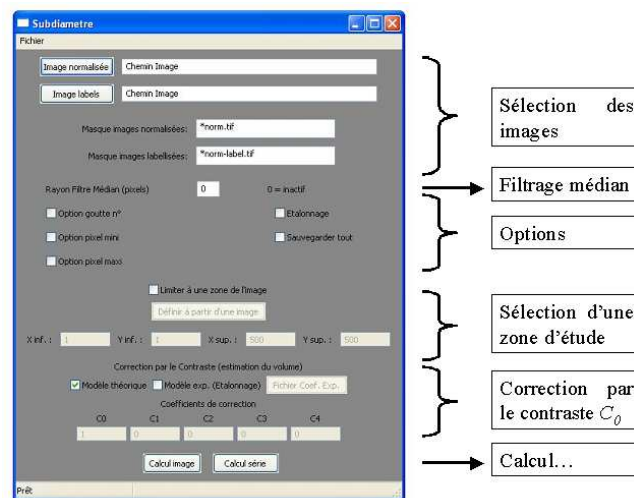 Subdiametre
Fichier
Image normalisée
Chemin Image
Image labels
Chemin Image
Masque images normalisées:
*norm.tif
Masque images labellisées:
*norm-label.tif
Rayon Filtre Médian (pixels)
0
0 = inactif
Option goutte n°
Etalonnage
Option pixel mini
Sauvegarder tout
Option pixel maxi
Limiter à une zone de l'image
Définir à partir d'une image
X inf. : 1 Y inf. : 1 X sup. : 500 Y sup. : 500
Correction par le Contraste (estimation du volume)
Modèle théorique
Modèle exp. (Etalonnage)
Fichier Coef. Exp.
Coefficients de correction
C0 C1 C2 C3 C4
1 0 0 0 0
Calcul image
Calcul série
Prêt
Sélection des
images
Filtrage médian
Options
Sélection d'une
zone d'étude
Correction par
le contraste C0
Calcul…